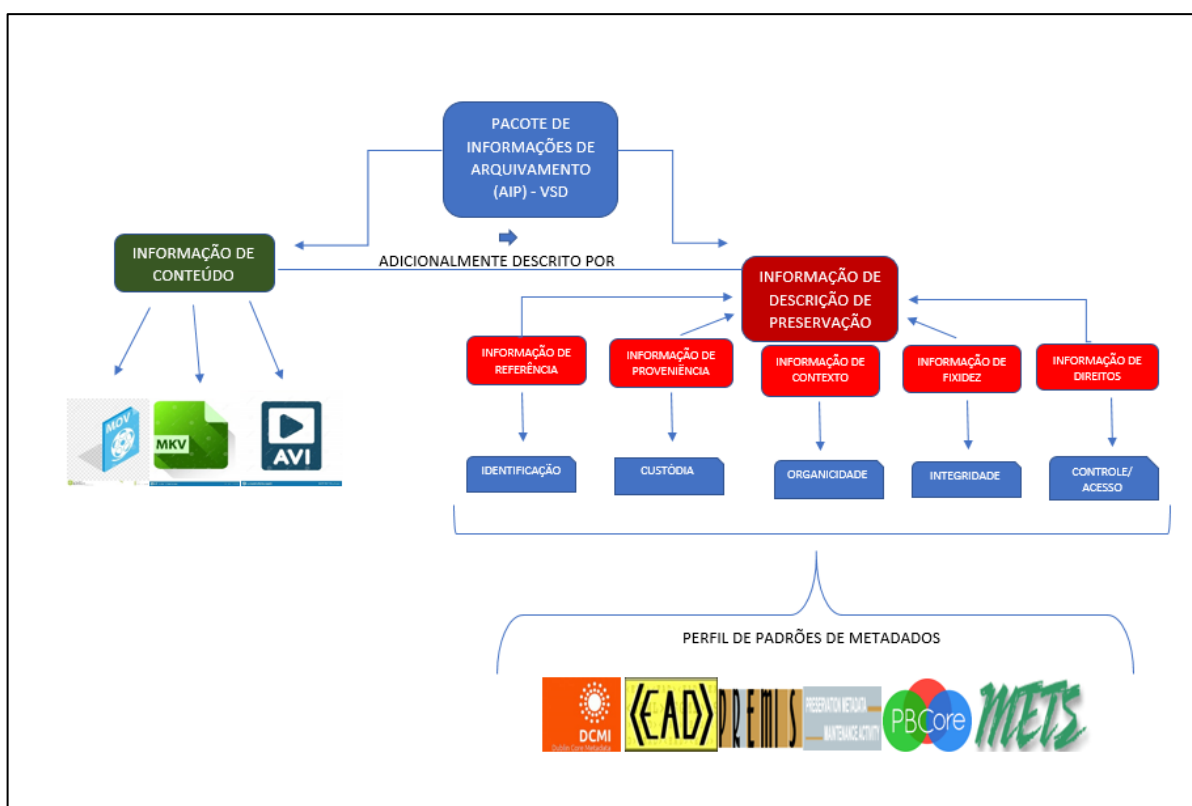 PACOTE DE
INFORMAÇÕES DE
ARQUIVAMENTO
(AIP) - VSD
INFORMAÇÃO DE
CONTEÚDO
ADICIONALMENTE DESCRITO POR
INFORMAÇÃO DE
DESCRIÇÃO DE
PRESERVAÇÃO
INFORMAÇÃO DE
REFERÊNCIA
INFORMAÇÃO DE
PROVENIÊNCIA
INFORMAÇÃO DE
CONTEXTO
INFORMAÇÃO DE
FIXIDEZ
INFORMAÇÃO DE
DIREITOS
MOV
MKV
AVI
IDENTIFICAÇÃO
CUSTÓDIA
ORGANICIDADE
INTEGRIDADE
CONTROLE/
ACESSO
PERFIL DE PADRÕES DE METADADOS
DCMI
Dublin Core Metadata
<EAD>
PREMIS
PRESERVATION METADATA
MAINTENANCE ACTIVITY
PBCore
METS